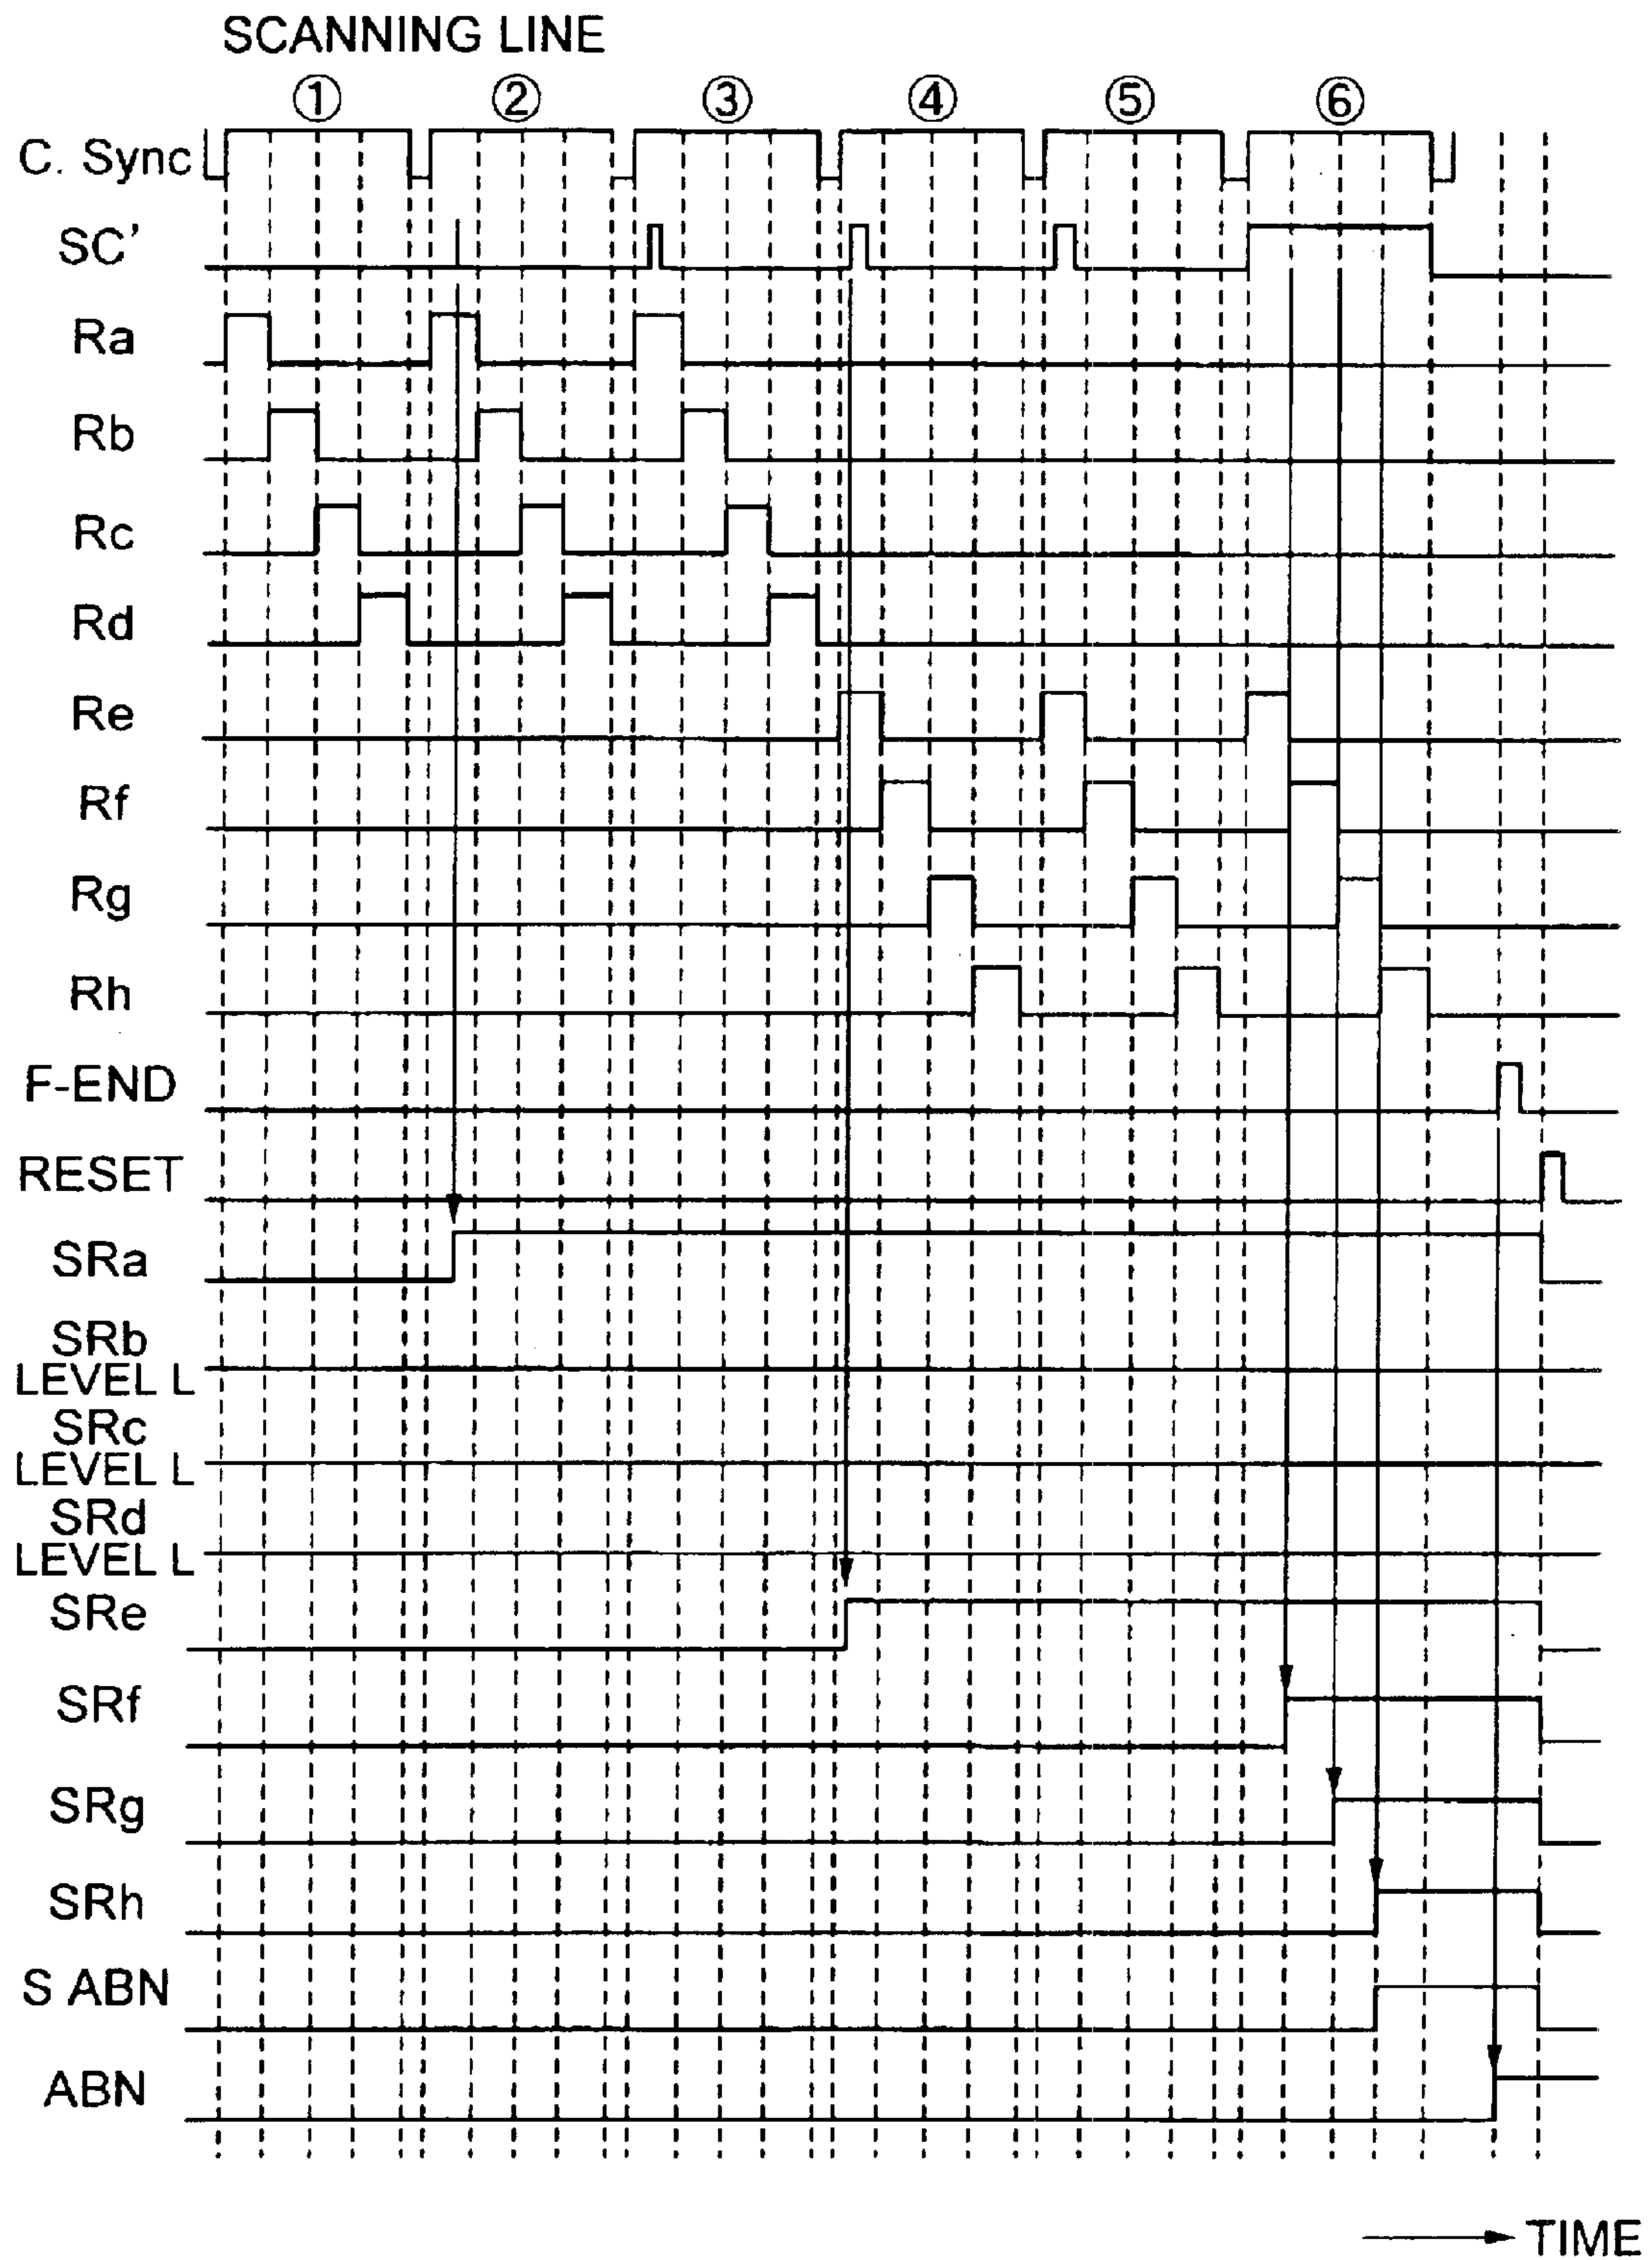 SCANNING LINE
① ② ③ ④ ⑤ ⑥
C. Sync
SC'
Ra
Rb
Rc
Rd
Re
Rf
Rg
Rh
F-END
RESET
SRa
SRb
LEVEL L
SRc
LEVEL L
SRd
LEVEL L
SRe
SRf
SRg
SRh
S ABN
ABN
TIME